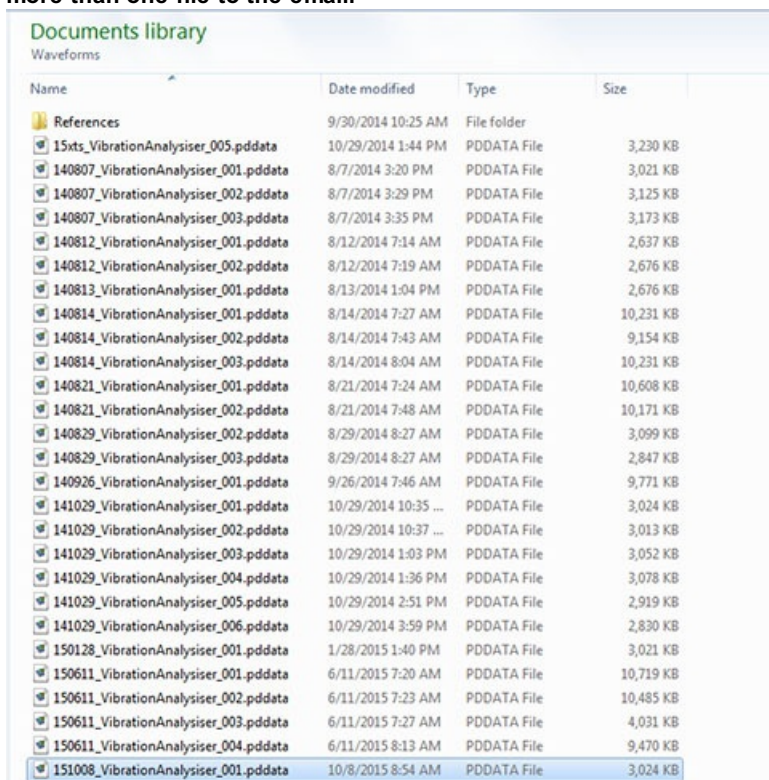 Documents library
Waveforms
Name Date modified Type Size
References 9/30/2014 10:25 AM File folder
15xts_VibrationAnalysiser_005.pddata 10/29/2014 1:44 PM PDDATA File 3,230 KB
140807_VibrationAnalysiser_001.pddata 8/7/2014 3:20 PM PDDATA File 3,021 KB
140807_VibrationAnalysiser_002.pddata 8/7/2014 3:29 PM PDDATA File 3,125 KB
140807_VibrationAnalysiser_003.pddata 8/7/2014 3:35 PM PDDATA File 3,173 KB
140812_VibrationAnalysiser_001.pddata 8/12/2014 7:14 AM PDDATA File 2,637 KB
140812_VibrationAnalysiser_002.pddata 8/12/2014 7:19 AM PDDATA File 2,676 KB
140813_VibrationAnalysiser_001.pddata 8/13/2014 1:04 PM PDDATA File 2,676 KB
140814_VibrationAnalysiser_001.pddata 8/14/2014 7:27 AM PDDATA File 10,231 KB
140814_VibrationAnalysiser_002.pddata 8/14/2014 7:43 AM PDDATA File 9,154 KB
140814_VibrationAnalysiser_003.pddata 8/14/2014 8:04 AM PDDATA File 10,231 KB
140821_VibrationAnalysiser_001.pddata 8/21/2014 7:24 AM PDDATA File 10,608 KB
140821_VibrationAnalysiser_002.pddata 8/21/2014 7:48 AM PDDATA File 10,171 KB
140829_VibrationAnalysiser_002.pddata 8/29/2014 8:27 AM PDDATA File 3,099 KB
140829_VibrationAnalysiser_003.pddata 8/29/2014 8:27 AM PDDATA File 2,847 KB
140926_VibrationAnalysiser_001.pddata 9/26/2014 7:46 AM PDDATA File 9,771 KB
141029_VibrationAnalysiser_001.pddata 10/29/2014 10:35 ... PDDATA File 3,024 KB
141029_VibrationAnalysiser_002.pddata 10/29/2014 10:37 ... PDDATA File 3,013 KB
141029_VibrationAnalysiser_003.pddata 10/29/2014 1:03 PM PDDATA File 3,052 KB
141029_VibrationAnalysiser_004.pddata 10/29/2014 1:36 PM PDDATA File 3,078 KB
141029_VibrationAnalysiser_005.pddata 10/29/2014 2:51 PM PDDATA File 2,919 KB
141029_VibrationAnalysiser_006.pddata 10/29/2014 3:59 PM PDDATA File 2,830 KB
150128_VibrationAnalysiser_001.pddata 1/28/2015 1:40 PM PDDATA File 3,021 KB
150611_VibrationAnalysiser_001.pddata 6/11/2015 7:20 AM PDDATA File 10,719 KB
150611_VibrationAnalysiser_002.pddata 6/11/2015 7:23 AM PDDATA File 10,485 KB
150611_VibrationAnalysiser_003.pddata 6/11/2015 7:27 AM PDDATA File 4,031 KB
150611_VibrationAnalysiser_004.pddata 6/11/2015 8:13 AM PDDATA File 9,470 KB
151008_VibrationAnalysiser_001.pddata 10/8/2015 8:54 AM PDDATA File 3,024 KB